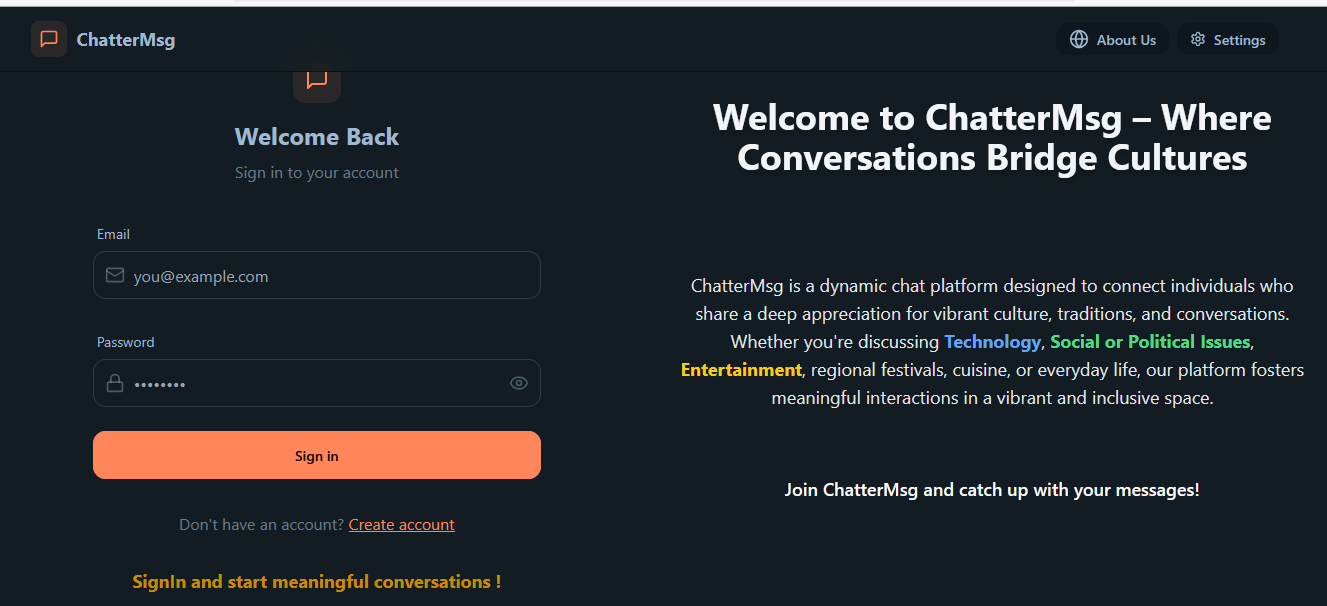 ChatterMsg
About Us
Settings
Welcome Back
Sign in to your account
Email
you@example.com
Password
••••••••
Sign in
Don't have an account? Create account
SignIn and start meaningful conversations !
Welcome to ChatterMsg – Where
Conversations Bridge Cultures
ChatterMsg is a dynamic chat platform designed to connect individuals who
share a deep appreciation for vibrant culture, traditions, and conversations.
Whether you're discussing Technology, Social or Political Issues,
Entertainment, regional festivals, cuisine, or everyday life, our platform fosters
meaningful interactions in a vibrant and inclusive space.
Join ChatterMsg and catch up with your messages!